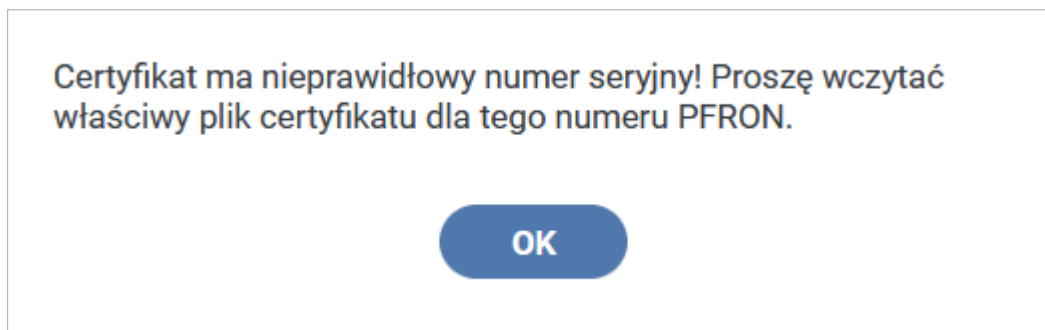 Certyfikat ma nieprawidłowy numer seryjny! Proszę wczytać
właściwy plik certyfikatu dla tego numeru PFRON.
OK